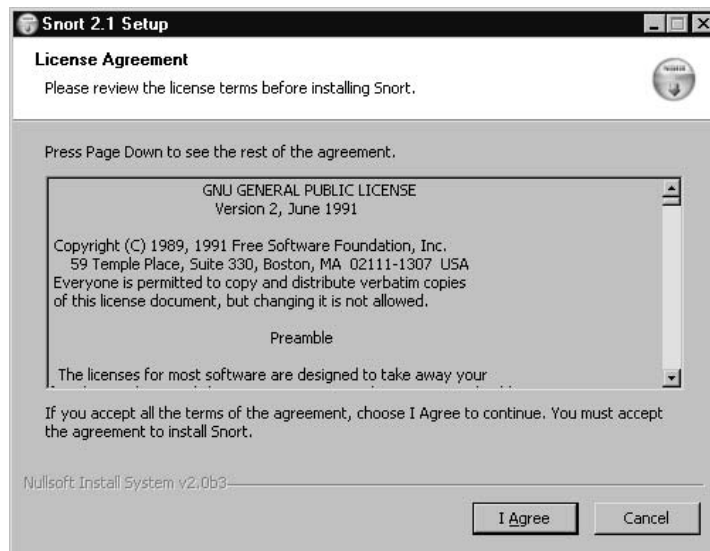 Snort 2.1 Setup
License Agreement
Please review the license terms before installing Snort.
Press Page Down to see the rest of the agreement.
GNU GENERAL PUBLIC LICENSE
Version 2, June 1991
Copyright (C) 1989, 1991 Free Software Foundation, Inc.
59 Temple Place, Suite 330, Boston, MA 02111-1307 USA
Everyone is permitted to copy and distribute verbatim copies
of this license document, but changing it is not allowed.
Preamble
The licenses for most software are designed to take away your
If you accept all the terms of the agreement, choose I Agree to continue. You must accept
the agreement to install Snort.
Nullsoft Install System v2.0b3
I Agree
Cancel